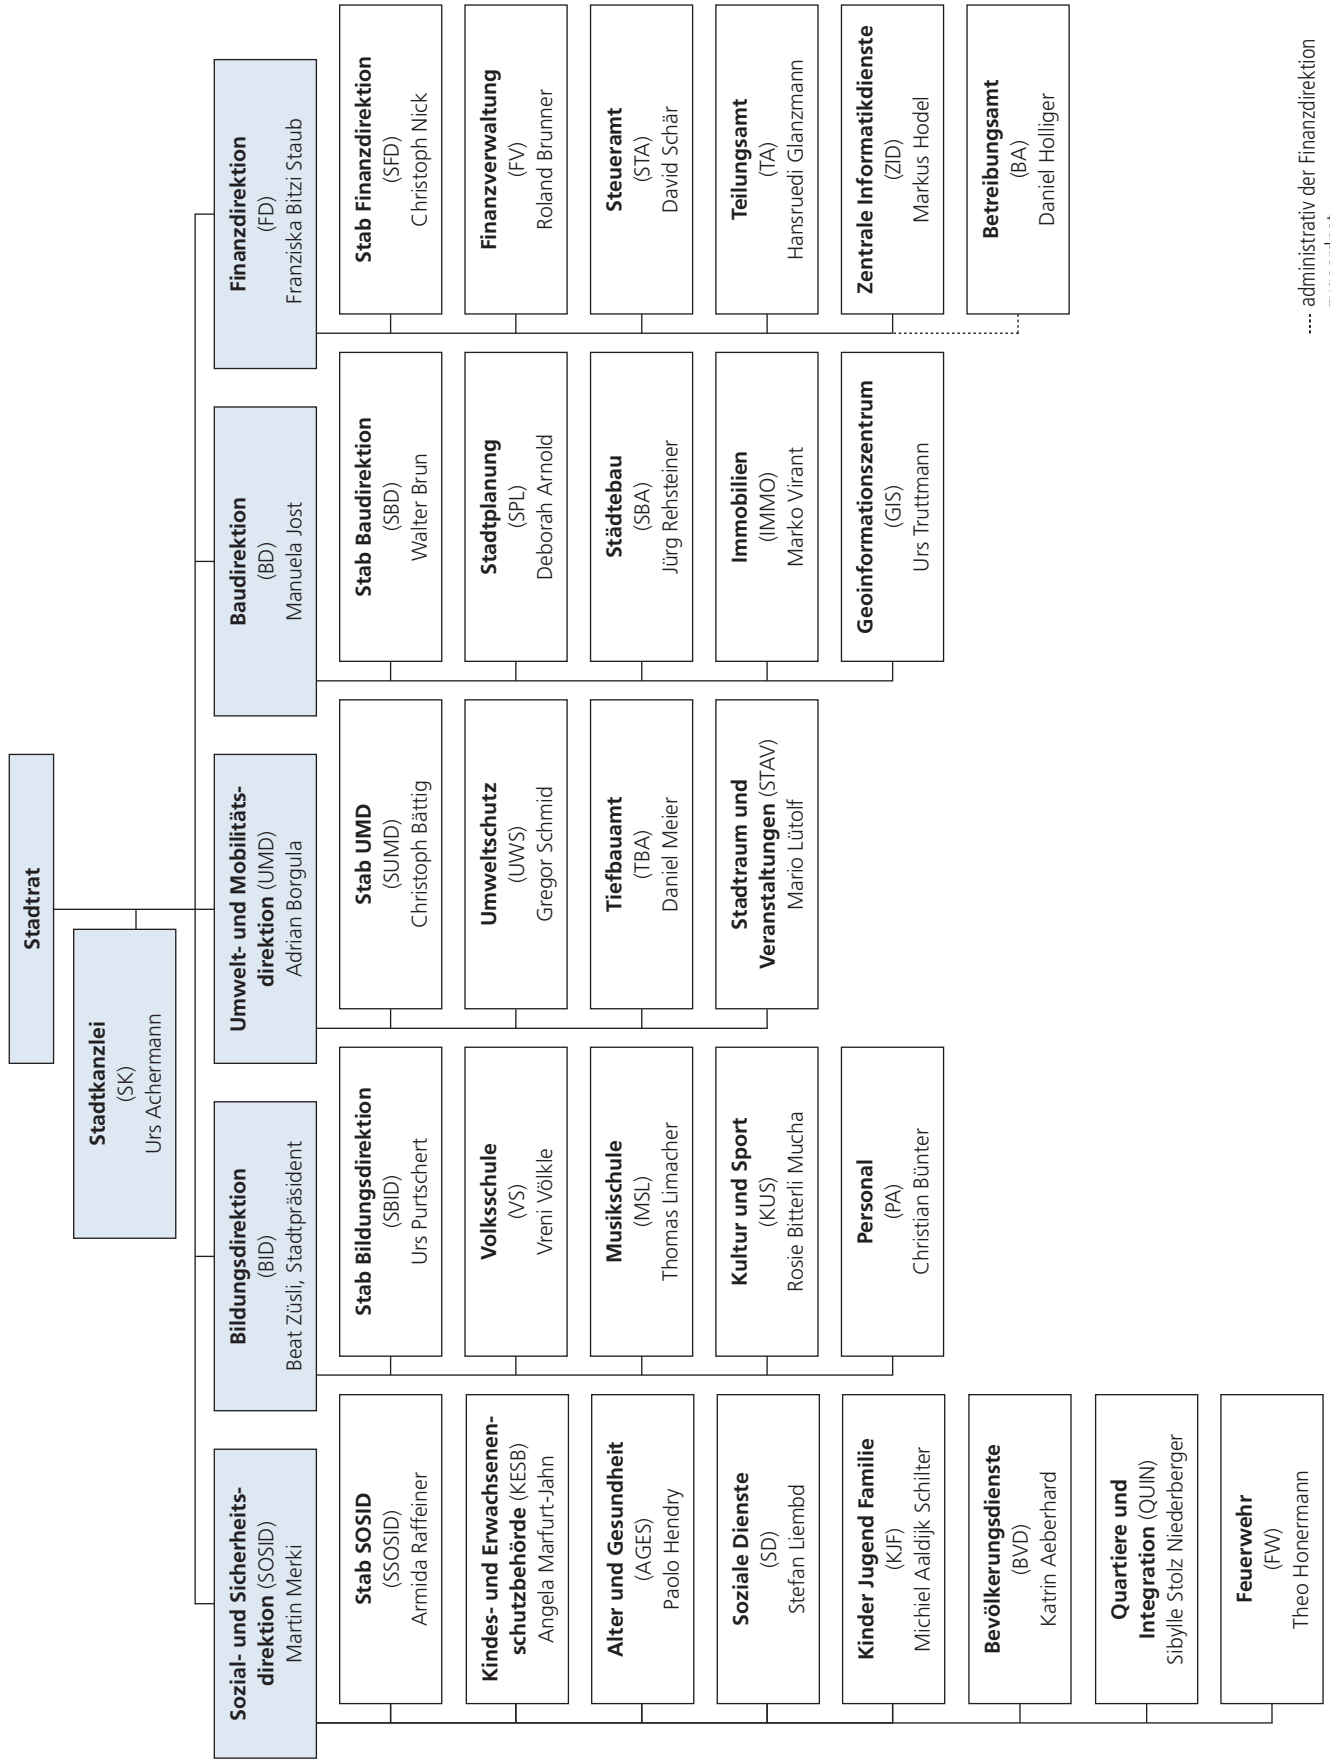 Stadtrat
Stadtkanzlei
(SK)
Urs Achermann
Sozial- und Sicherheits-
direktion (SOSID)
Martin Merki
Stab SOSID
(SSOSID)
Armida Raffeiner
Kindes- und Erwachsenen-
schutzbehörde (KESB)
Angela Marfurt-Jahn
Alter und Gesundheit
(AGES)
Paolo Hendry
Soziale Dienste
(SD)
Stefan Liembd
Kinder Jugend Familie
(KJF)
Michiel Aaldijk Schilter
Bevölkerungsdienste
(BVD)
Katrin Aeberhard
Quartiere und
Integration (QUIN)
Sibylle Stolz Niederberger
Feuerwehr
(FW)
Theo Honermann
Bildungsdirektion
(BID)
Beat Züsli, Stadtpräsident
Stab Bildungsdirektion
(SBID)
Urs Purtschert
Volksschule
(VS)
Vreni Völkle
Musikschule
(MSL)
Thomas Limacher
Kultur und Sport
(KUS)
Rosie Bitterli Mucha
Personal
(PA)
Christian Bünter
Umwelt- und Mobilitäts-
direktion (UMD)
Adrian Borgula
Stab UMD
(SUMD)
Christoph Bättig
Umweltschutz
(UWS)
Gregor Schmid
Tiefbauamt
(TBA)
Daniel Meier
Stadtraum und
Veranstaltungen (STAV)
Mario Lütolf
Baudirektion
(BD)
Manuela Jost
Stab Baudirektion
(SBD)
Walter Brun
Stadtplanung
(SPL)
Deborah Arnold
Städtebau
(SBA)
Jürg Rehsteiner
Immobilien
(IMMO)
Marko Virant
Geoinformationszentrum
(GIS)
Urs Truttmann
Finanzdirektion
(FD)
Franziska Bitzi Staub
Stab Finanzdirektion
(SFD)
Christoph Nick
Finanzverwaltung
(FV)
Roland Brunner
Steueramt
(STA)
David Schär
Teilungsamt
(TA)
Hansruedi Glanzmann
Zentrale Informatikdienste
(ZID)
Markus Hodel
Betreibungsamt
(BA)
Daniel Holliger
---- administrativ der Finanzdirektion